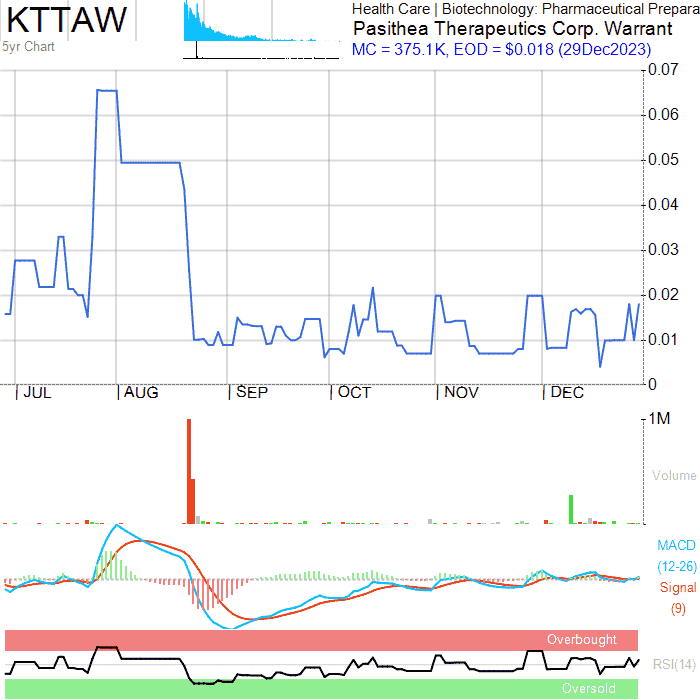 KTTAW
5yr Chart
Health Care | Biotechnology: Pharmaceutical Prepara
Pasithea Therapeutics Corp. Warrant
MC = 375.1K, EOD = $0.018 (29Dec2023)
0.07
0.06
0.05
0.04
0.03
0.02
0.01
0
JUL AUG SEP OCT NOV DEC
1M
Volume
MACD
(12-26)
Signal
(9)
Overbought
RSI(14)
Oversold